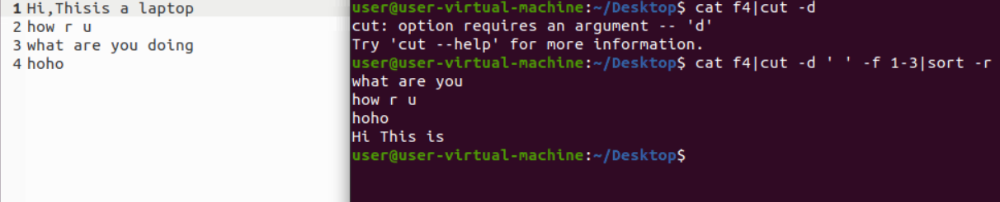 1 Hi,Thisis a laptop
2 how r u
3 what are you doing
4 hoho
user@user-virtual-machine:~/Desktop$ cat f4|cut -d
cut: option requires an argument -- 'd'
Try 'cut --help' for more information.
user@user-virtual-machine:~/Desktop$ cat f4|cut -d ' ' -f 1-3|sort -r
what are you
how r u
hoho
Hi This is
user@user-virtual-machine:~/Desktop$